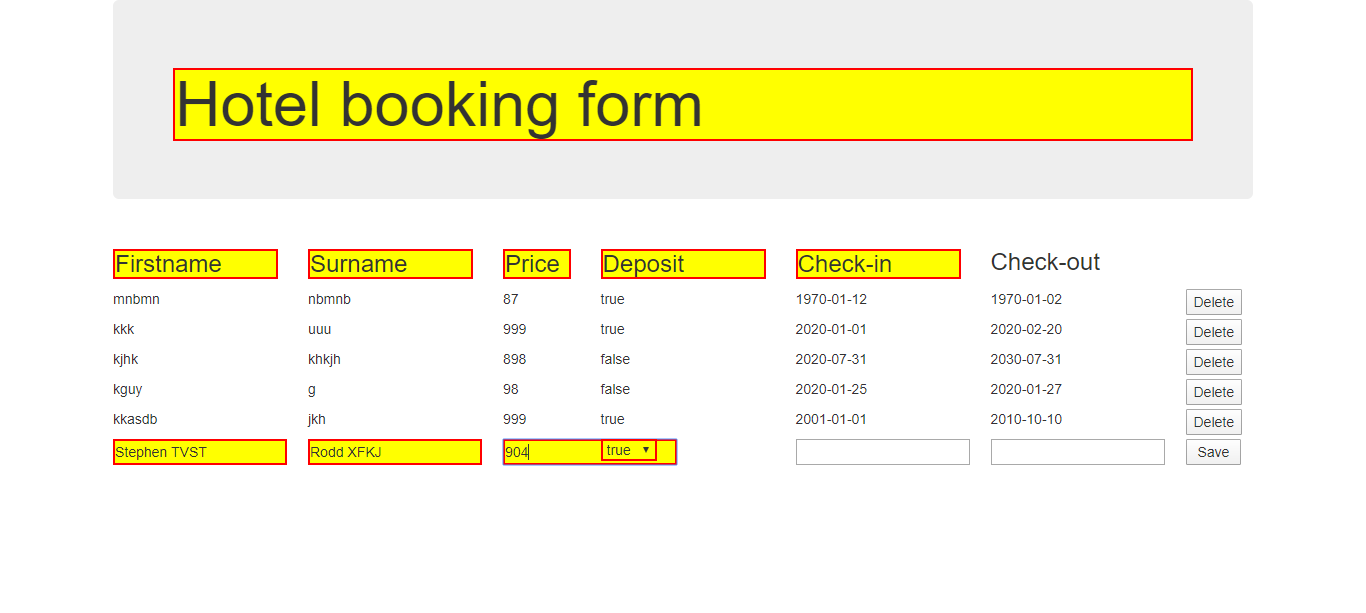 Hotel booking form
Firstname Surname Price Deposit Check-in Check-out
mnbmn nbmnb 87 true 1970-01-12 1970-01-02 Delete
kkk uuu 999 true 2020-01-01 2020-02-20 Delete
kjhk khkjh 898 false 2020-07-31 2030-07-31 Delete
kguy g 98 false 2020-01-25 2020-01-27 Delete
kkasdb jkh 999 true 2001-01-01 2010-10-10 Delete
Stephen TVST Rodd XFKJ 904 true Save